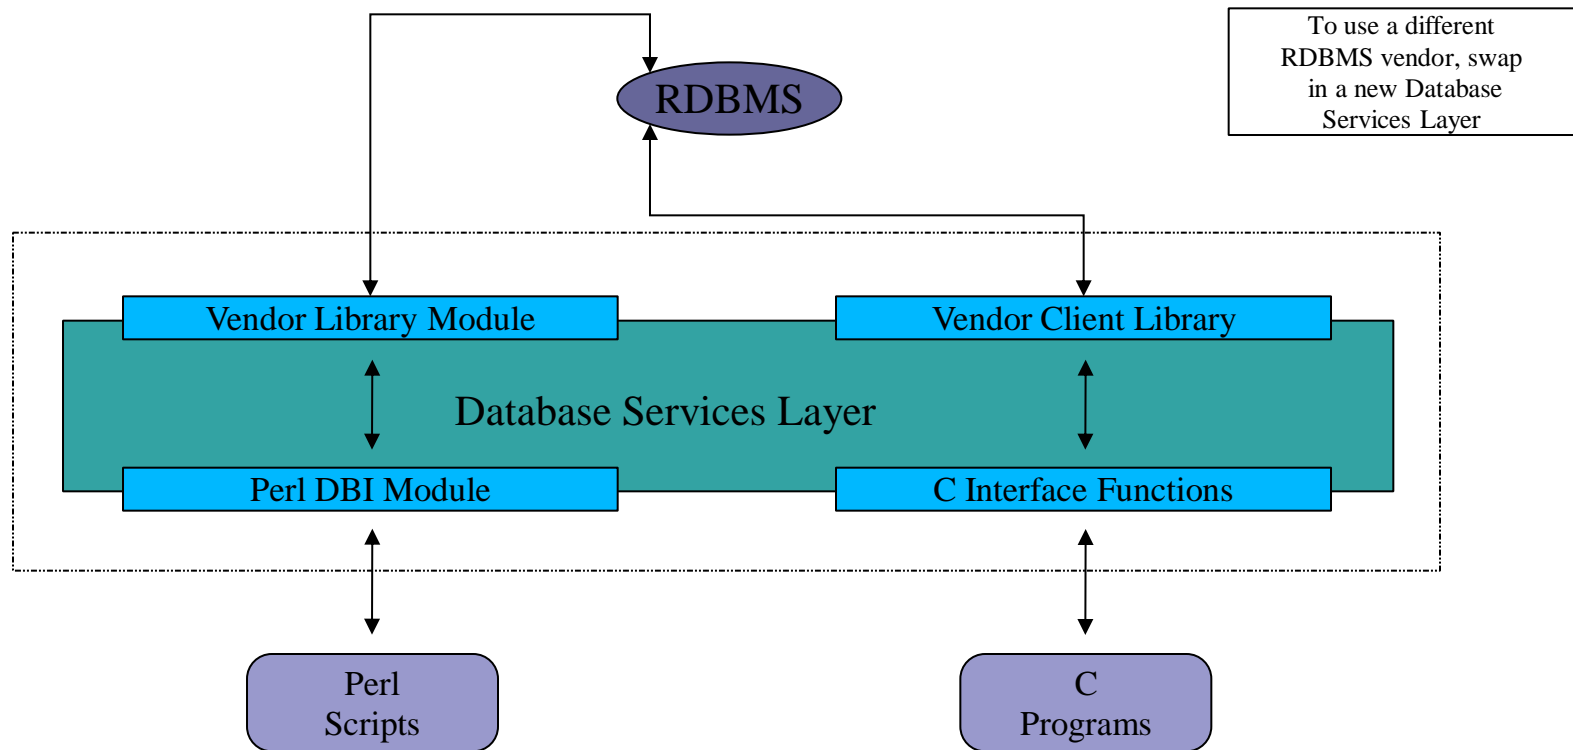 To use a different
RDBMS vendor, swap
in a new Database
Services Layer
RDBMS
Vendor Library Module
Vendor Client Library
Database Services Layer
Perl DBI Module
C Interface Functions
Perl
Scripts
C
Programs